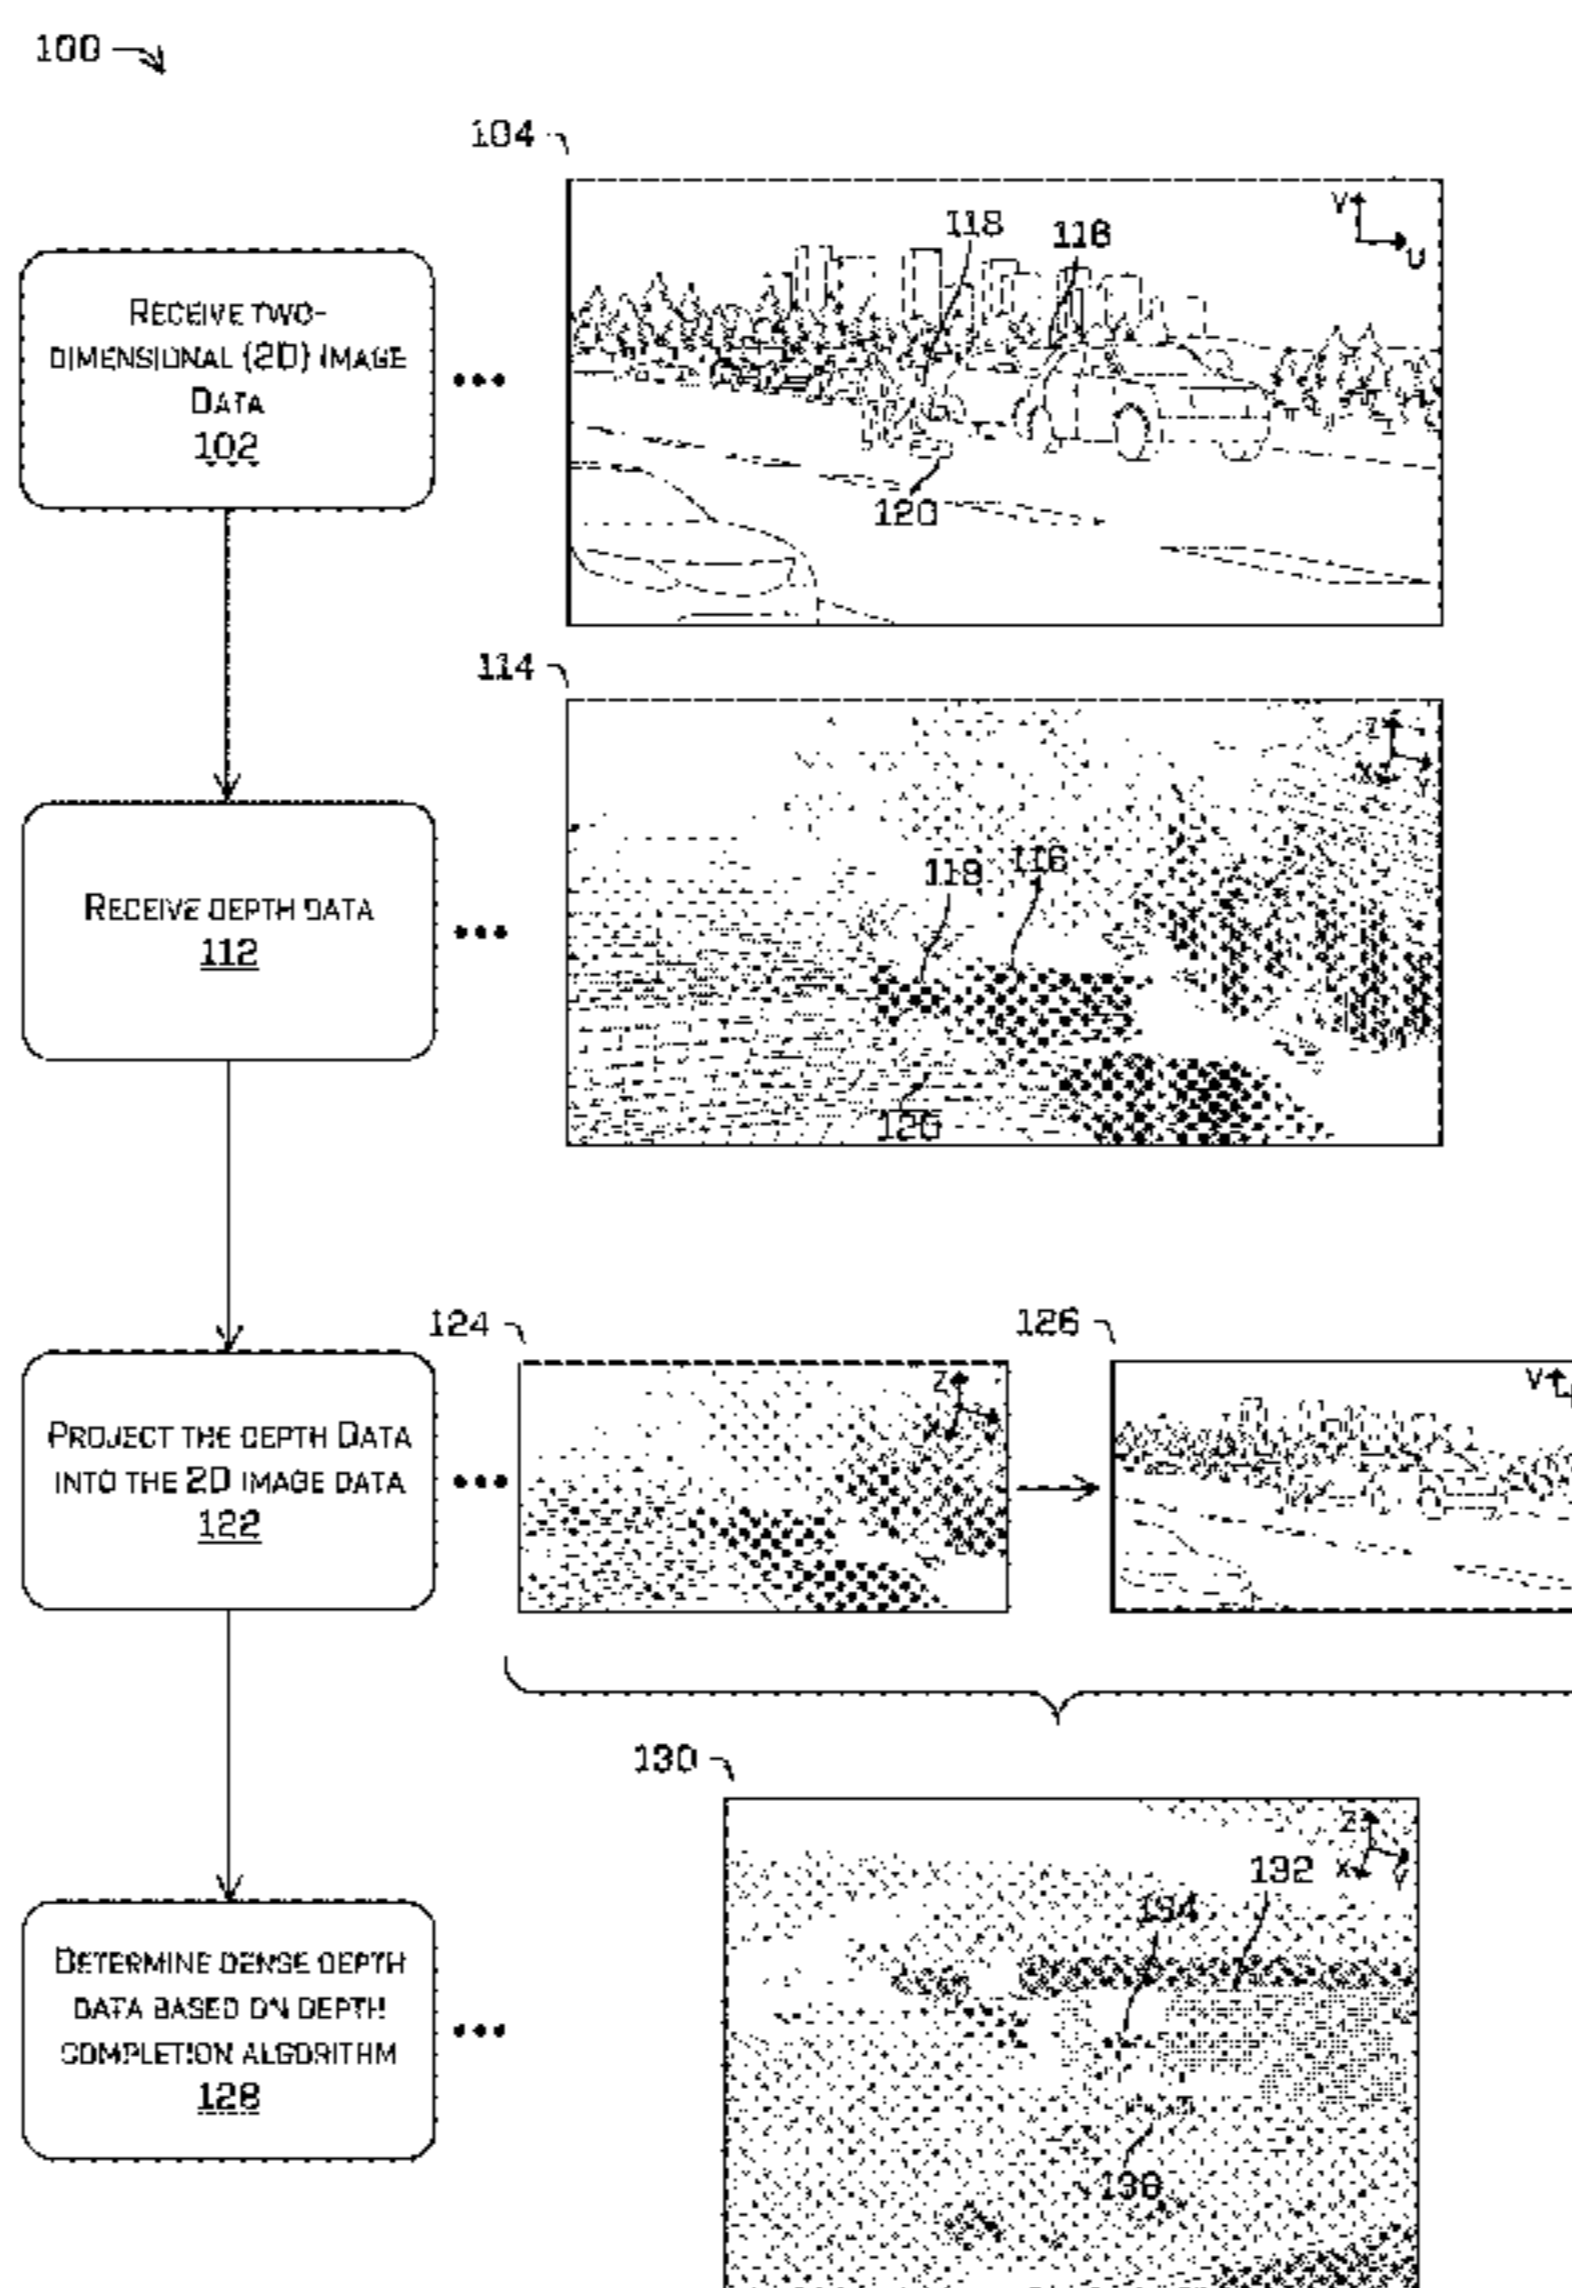 100
104
V
118
116
U
RECEIVE TWO-
DIMENSIONAL (2D) IMAGE
DATA
102
120
114
Z
X
Y
118
116
RECEIVE DEPTH DATA
112
120
124
126
Z
V
X
PROJECT THE DEPTH DATA
INTO THE 2D IMAGE DATA
122
130
Z
132
X
Y
134
DETERMINE DENSE DEPTH
DATA BASED ON DEPTH
COMPLETION ALGORITHM
128